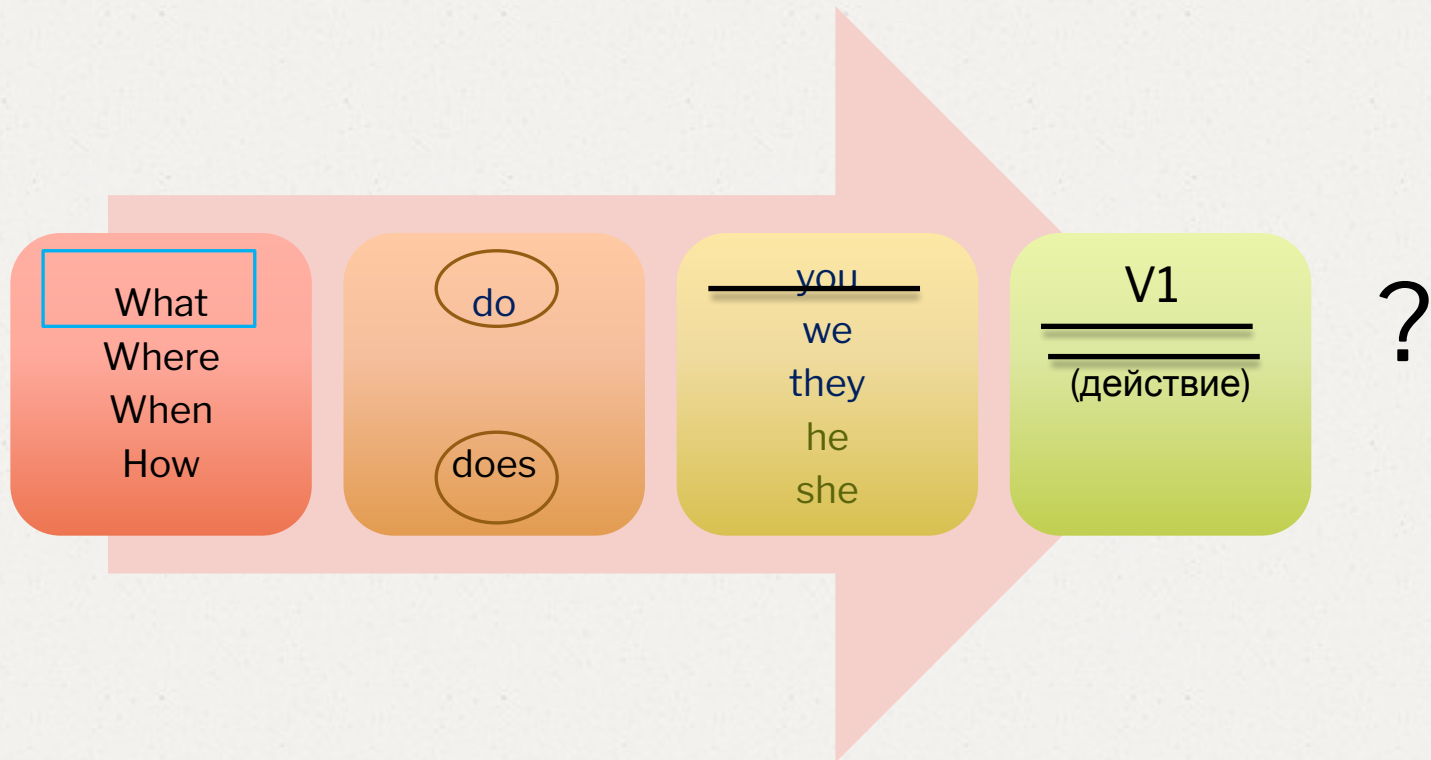 What
Where
When
How
do
does
you
we
they
he
she
V1
(действие)
?